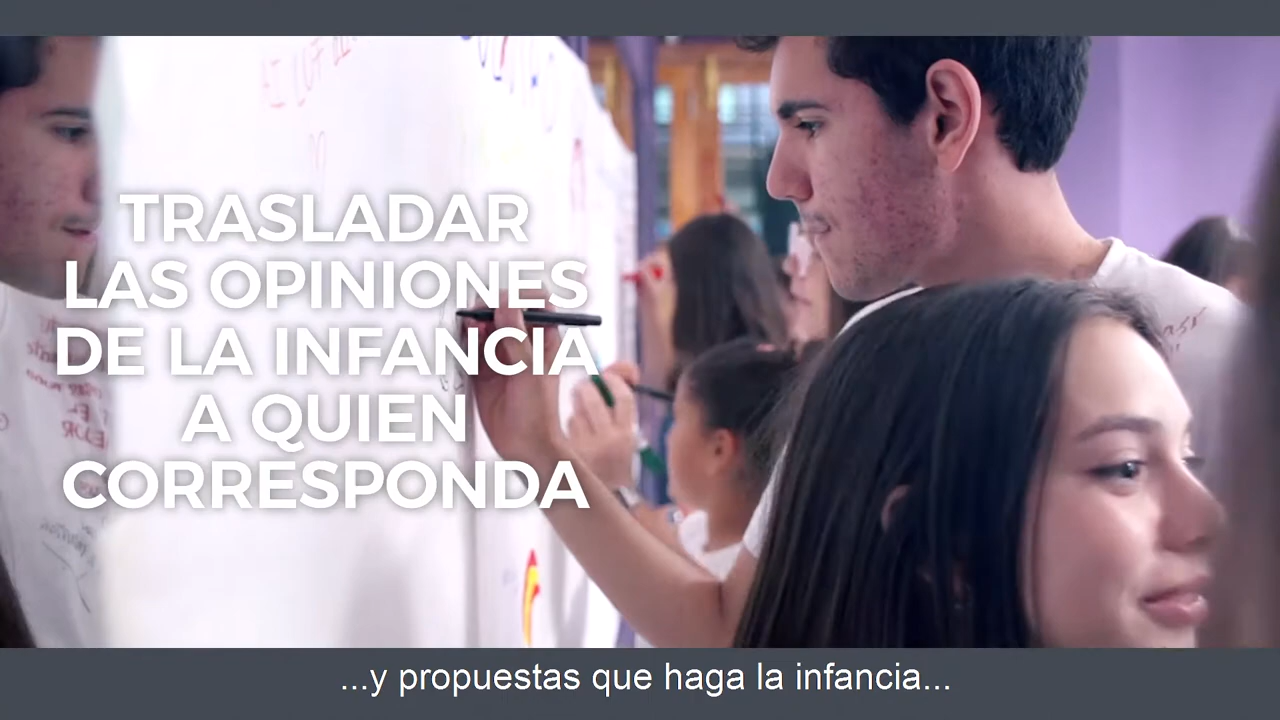 TRASLADAR
LAS OPINIONES
DE LA INFANCIA
A QUIEN
CORRESPONDA
...y propuestas que haga la infancia...